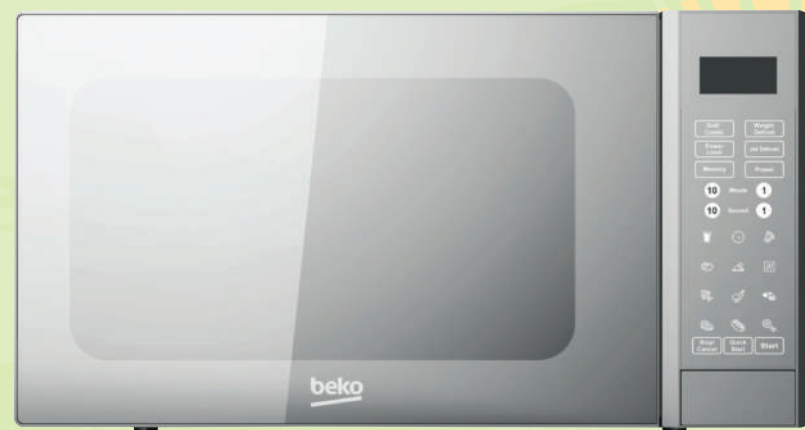 beko
Grill/
Combi.
Weight
Defrost
Power
Level
Jet Defrost
Memory
Preset
10 Minute 1
10 Second 1
Stop/
Cancel
Quick
Start
Start